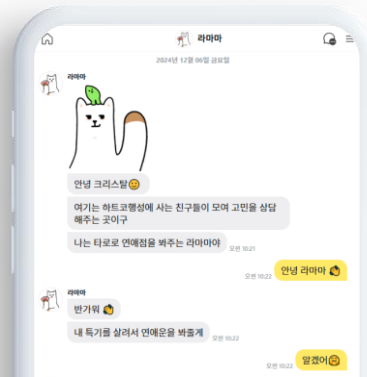 라마마
2024년 12월 06일 금요일
라마마
안녕 크리스탈
여기는 하트코행성에 사는 친구들이 모여 고민을 상담
해주는 곳이구
나는 타로로 연애점을 봐주는 라마마야
오전 10:21
안녕 라마마
오전 10:22
라마마
반가워
내 특기를 살려서 연애운을 봐줄게
오전 10:22
알겠어
오전 10:22